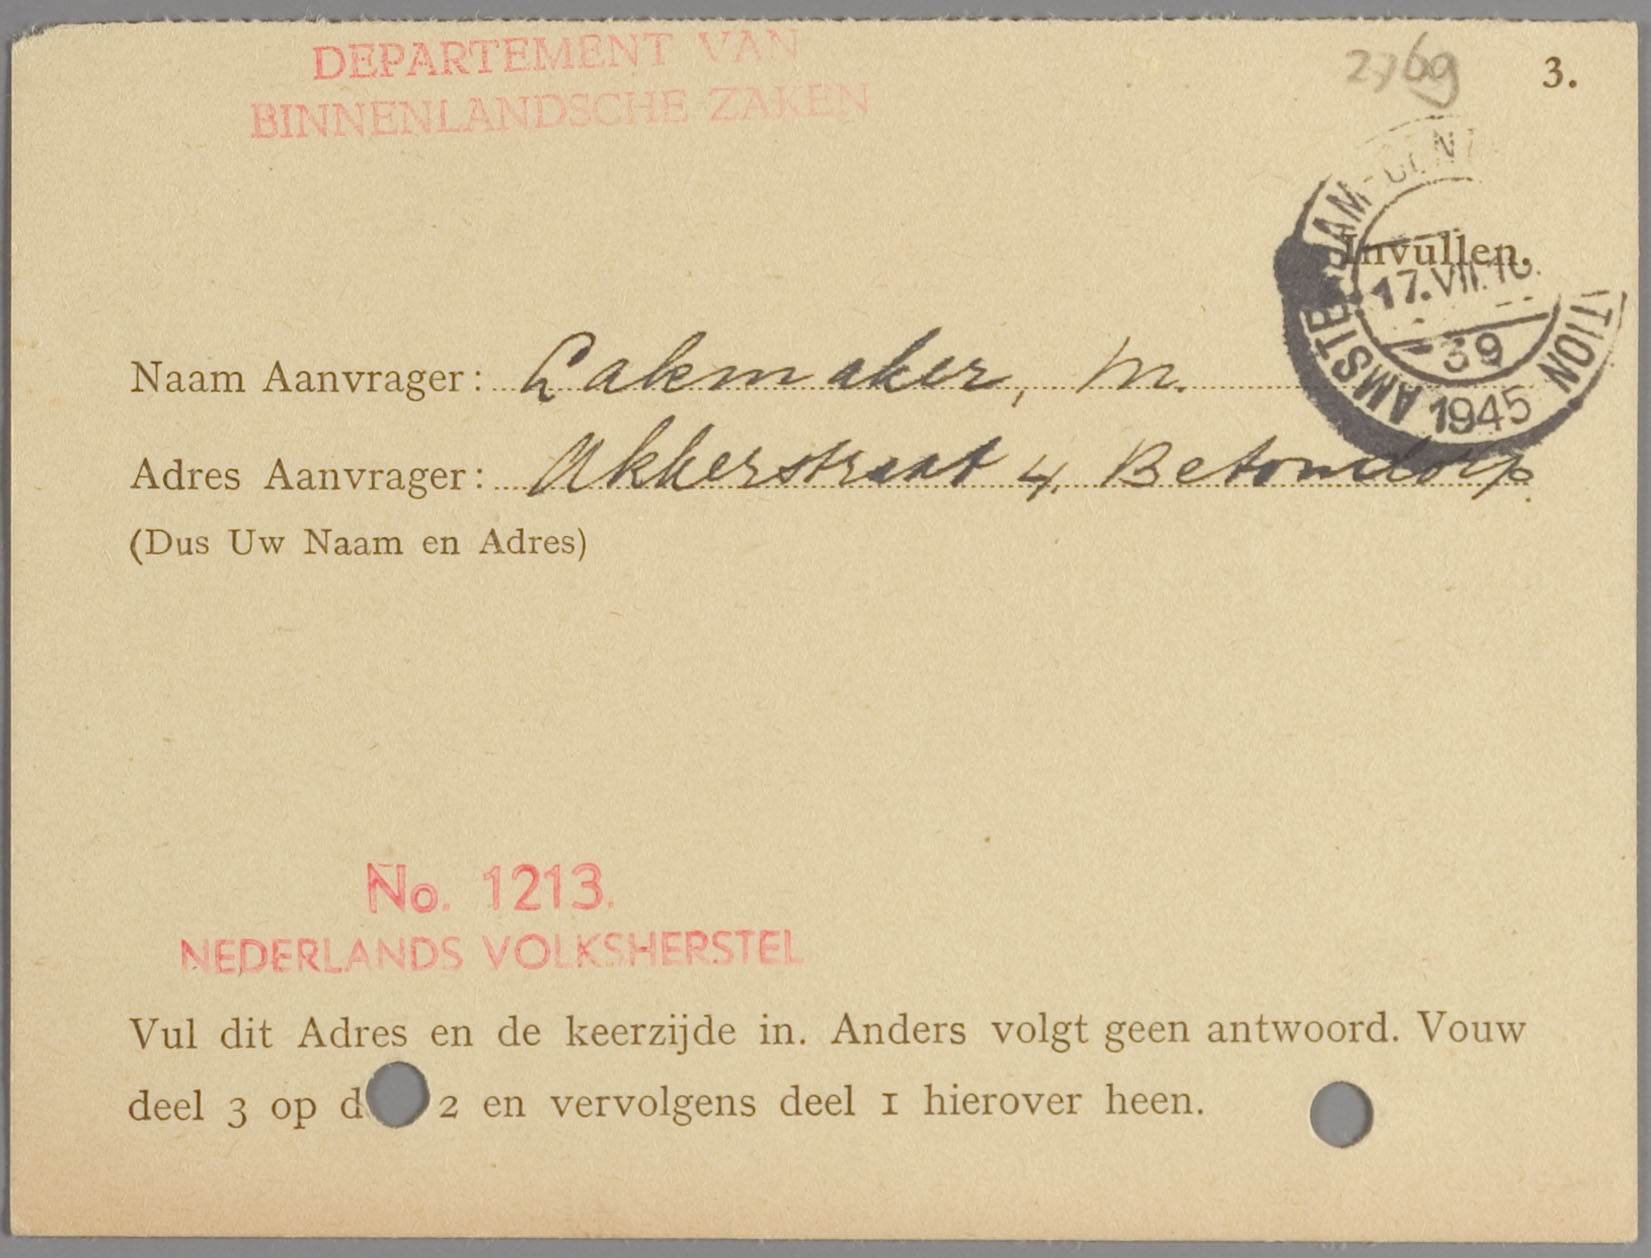 DEPARTEMENT VAN
BINNENLANDSCHE ZAKEN
2769
3.
Invullen.
AMSTERDAM-CENT TION
17.VII.16
39
1945
Naam Aanvrager: Lakmaker, M.
Adres Aanvrager: Akkerstraat 4. Betondorp
(Dus Uw Naam en Adres)
No. 1213.
NEDERLANDS VOLKSHERSTEL
Vul dit Adres en de keerzijde in. Anders volgt geen antwoord. Vouw
deel 3 op d 2 en vervolgens deel 1 hierover heen.